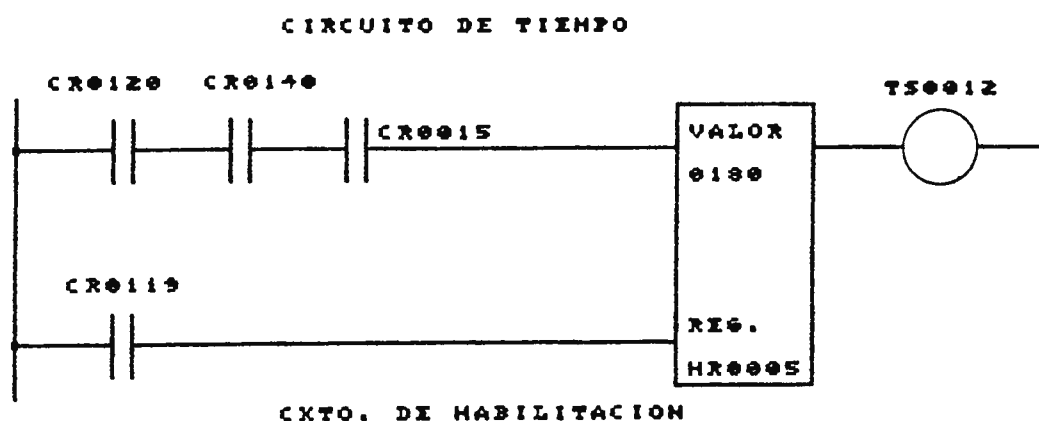 CIRCUITO DE TIEMPO
CR0120 CR0140
TS0012
CR0015
VALOR
0180
CR0119
REG.
HR0005
CXTO. DE HABILITACION